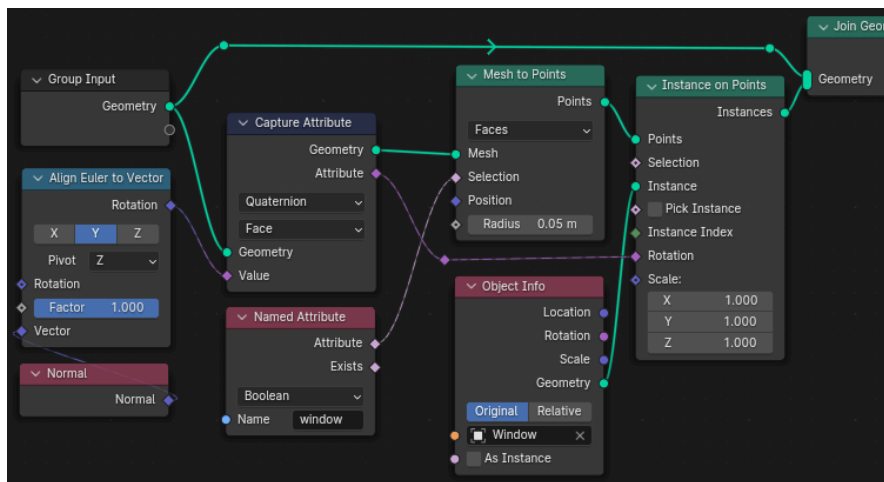 Group Input
Geometry
Align Euler to Vector
Rotation
X Y Z
Pivot Z
Rotation
Factor 1.000
Vector
Normal
Normal
Capture Attribute
Geometry
Attribute
Quaternion
Face
Geometry
Value
Named Attribute
Attribute
Exists
Boolean
Name window
Mesh to Points
Points
Faces
Mesh
Selection
Position
Radius 0.05 m
Object Info
Location
Rotation
Scale
Geometry
Original Relative
Window
As Instance
Instance on Points
Instances
Points
Selection
Instance
Pick Instance
Instance Index
Rotation
Scale:
X 1.000
Y 1.000
Z 1.000
Join Geor
Geometry